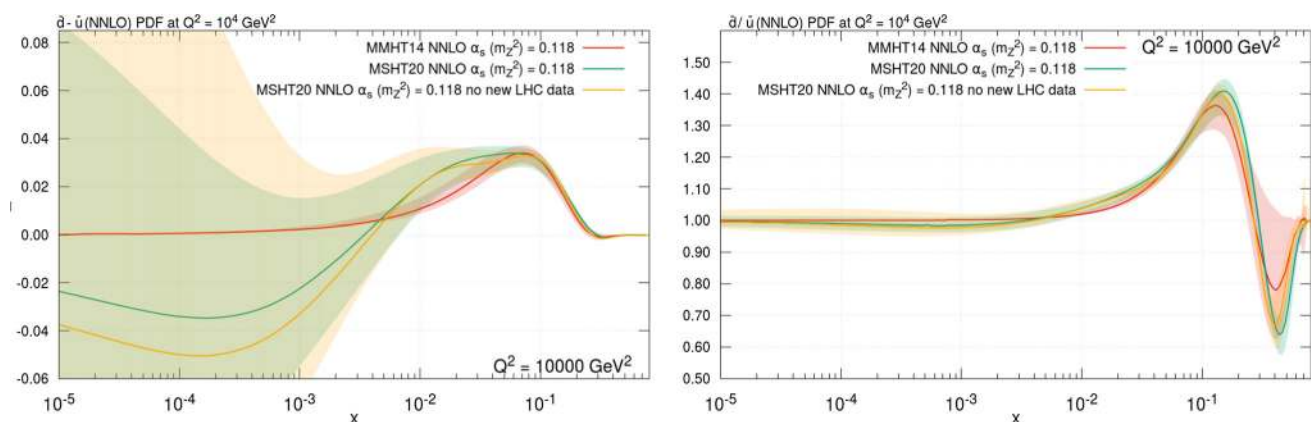 d̄ - ū(NNLO) PDF at Q² = 10⁴ GeV²
0.08
0.06
0.04
0.02
0.00
-0.02
-0.04
-0.06
MMHT14 NNLO αs (mZ²) = 0.118
MSHT20 NNLO αs (mZ²) = 0.118
MSHT20 NNLO αs (mZ²) = 0.118 no new LHC data
Q² = 10000 GeV²
10⁻⁵ 10⁻⁴ 10⁻³ 10⁻² 10⁻¹
x
d̄/ ū(NNLO) PDF at Q² = 10⁴ GeV²
1.50
1.40
1.30
1.20
1.10
1.00
0.90
0.80
0.70
0.60
0.50
MMHT14 NNLO αs (mZ²) = 0.118
MSHT20 NNLO αs (mZ²) = 0.118
MSHT20 NNLO αs (mZ²) = 0.118 no new LHC data
Q² = 10000 GeV²
10⁻⁵ 10⁻⁴ 10⁻³ 10⁻² 10⁻¹
x